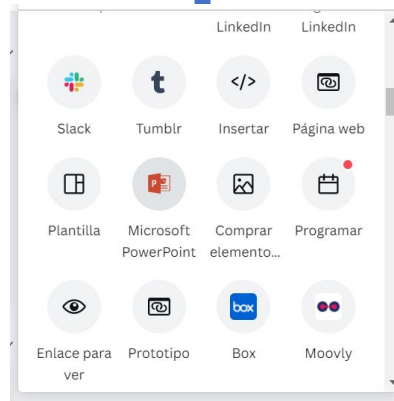 LinkedIn LinkedIn
Slack Tumblr Insertar Página web
Plantilla Microsoft Comprar Programar
PowerPoint elemento...
Enlace para Prototipo Box Moovly
ver